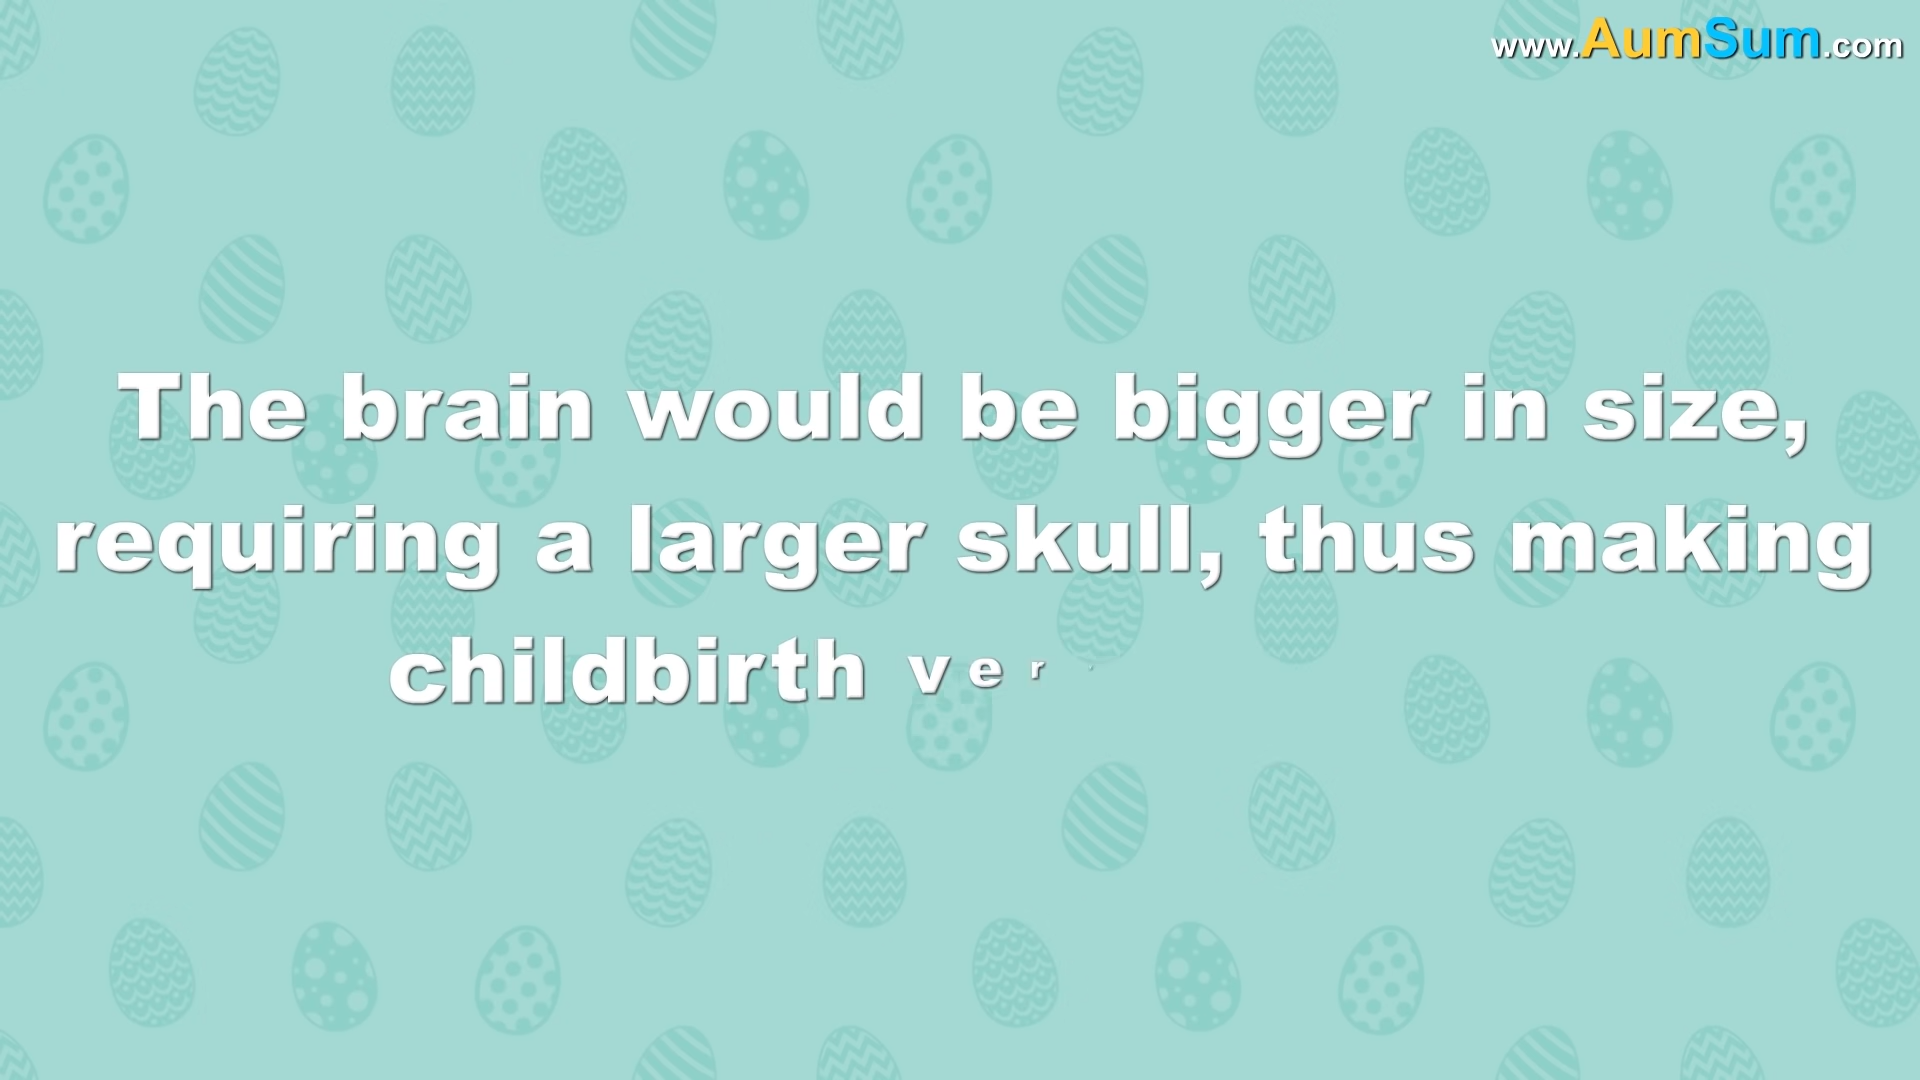 www.AumSum.com
The brain would be bigger in size,
requiring a larger skull, thus making
childbirth ver